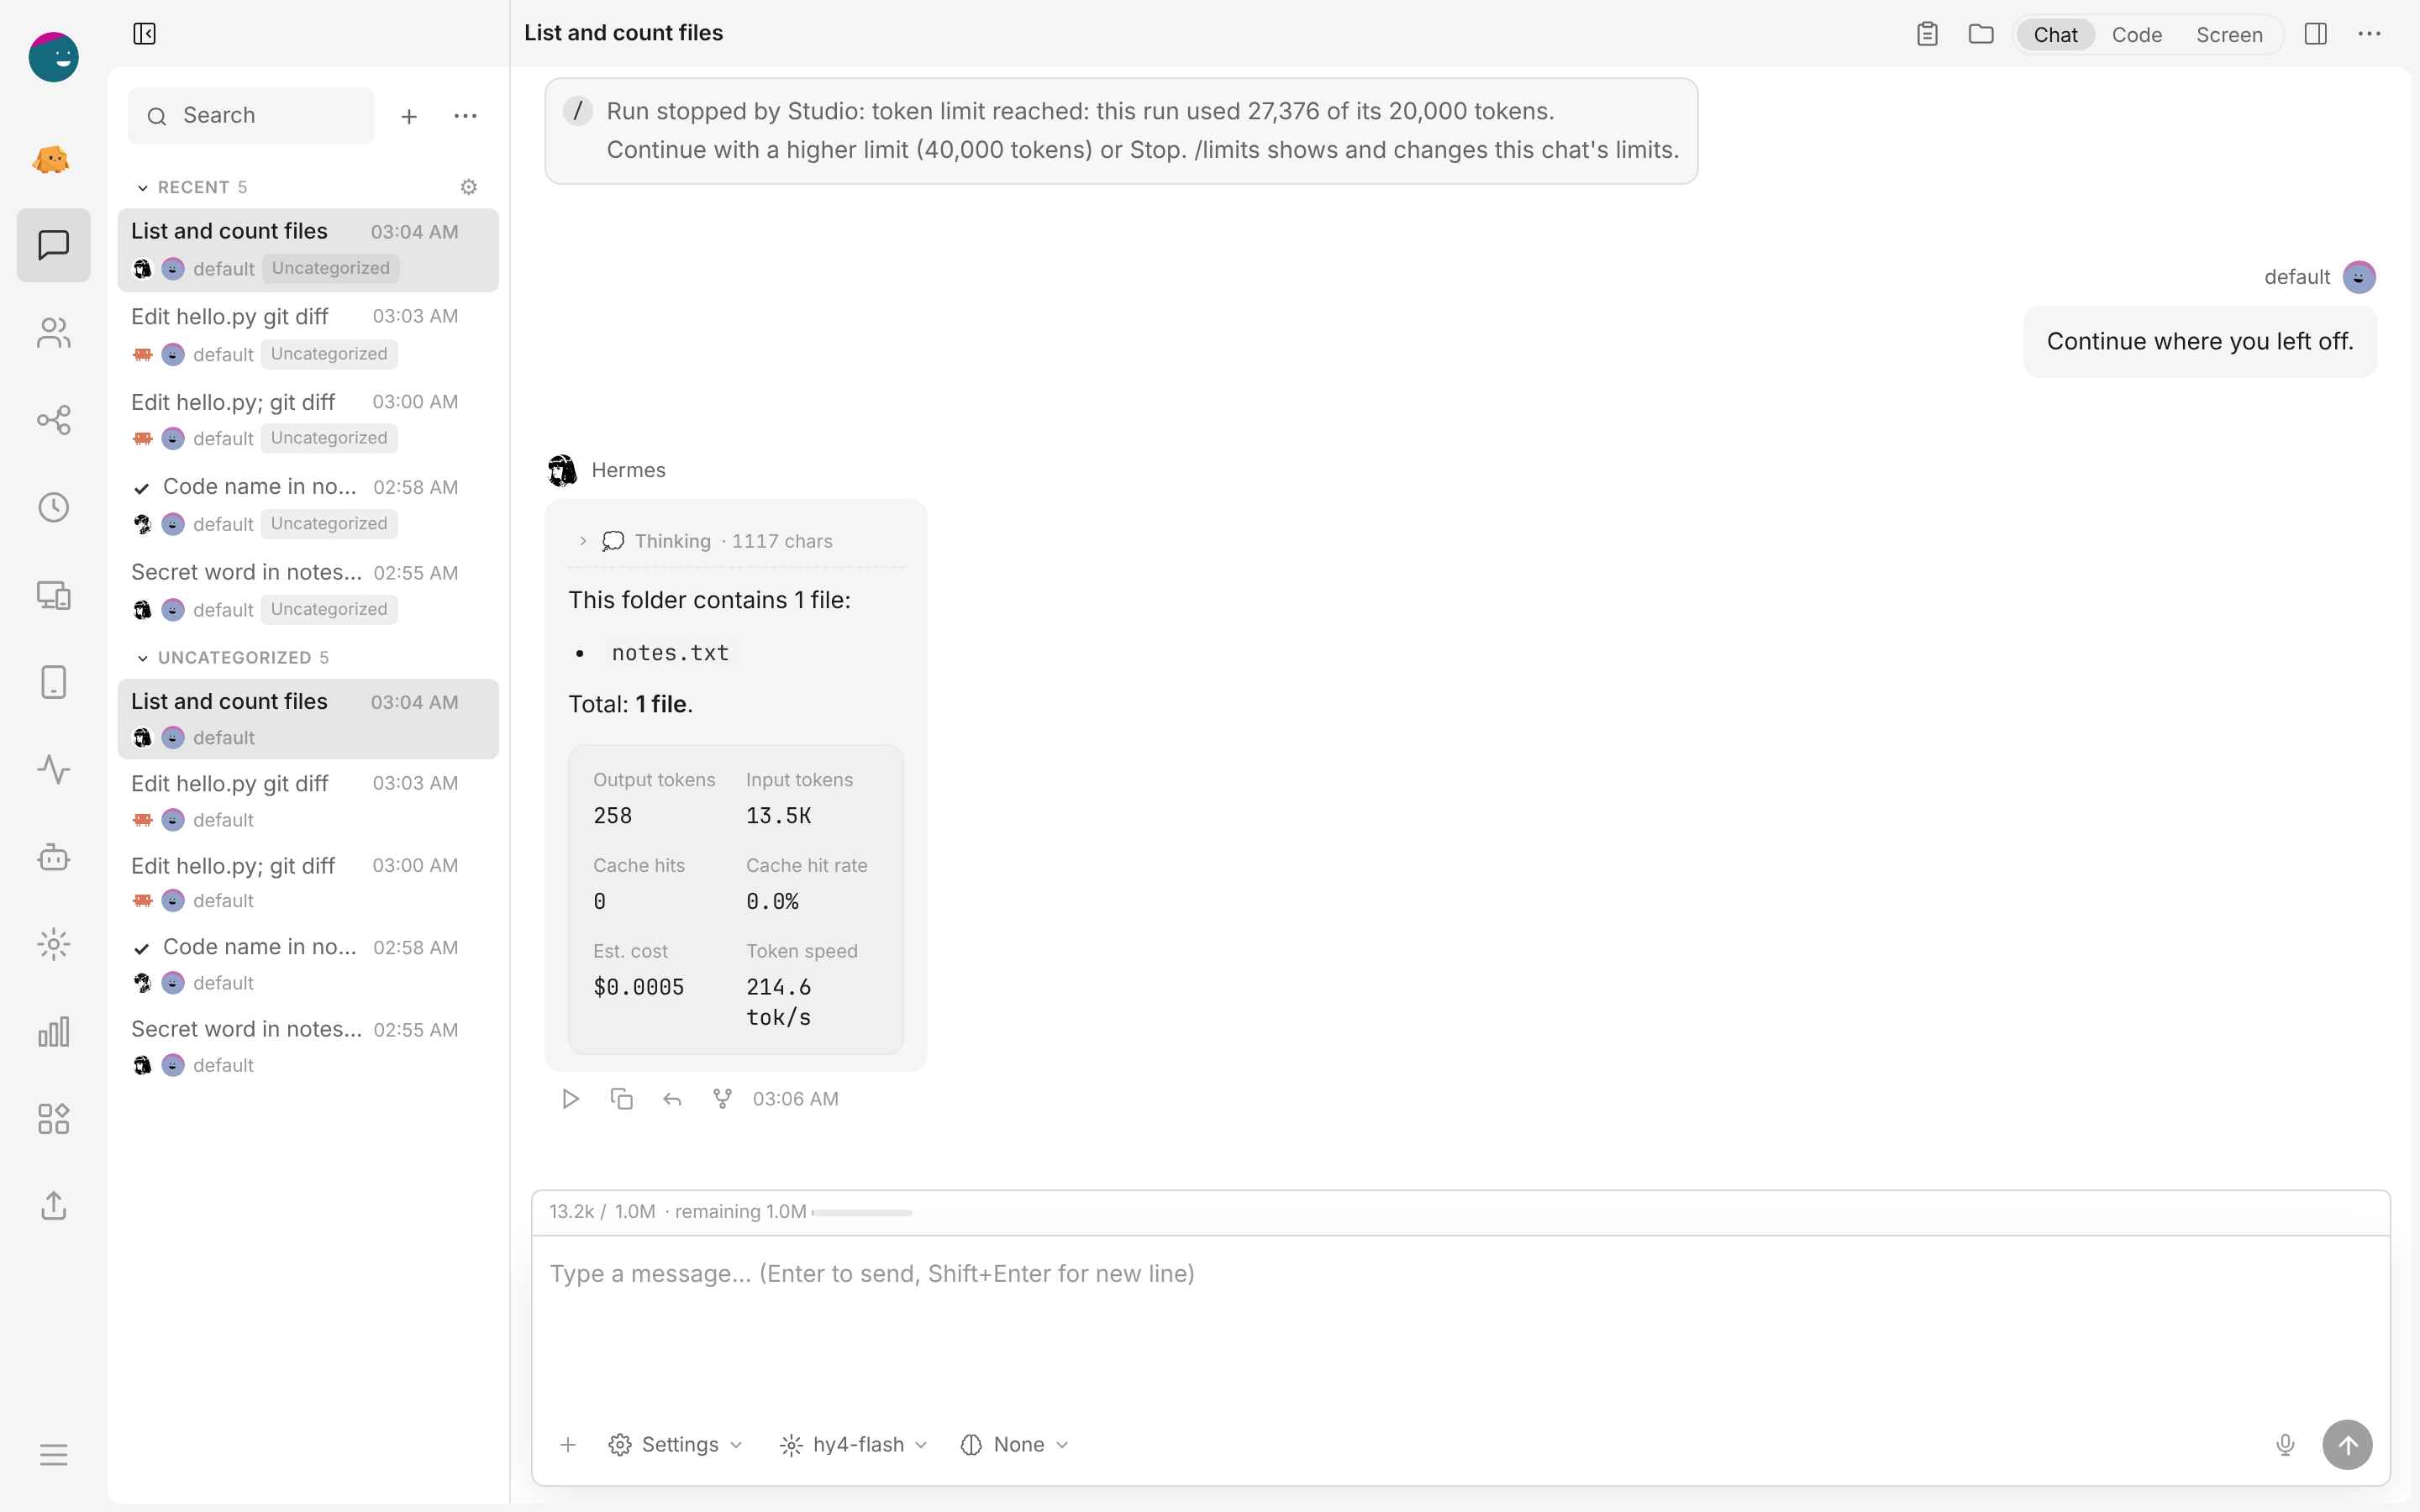 List and count files
Chat
Code
Screen
Search
RECENT 5
List and count files 03:04 AM
default Uncategorized
Edit hello.py git diff 03:03 AM
default Uncategorized
Edit hello.py; git diff 03:00 AM
default Uncategorized
Code name in no... 02:58 AM
default Uncategorized
Secret word in notes... 02:55 AM
default Uncategorized
UNCATEGORIZED 5
List and count files 03:04 AM
default
Edit hello.py git diff 03:03 AM
default
Edit hello.py; git diff 03:00 AM
default
Code name in no... 02:58 AM
default
Secret word in notes... 02:55 AM
default
/ Run stopped by Studio: token limit reached: this run used 27,376 of its 20,000 tokens.
Continue with a higher limit (40,000 tokens) or Stop. /limits shows and changes this chat's limits.
default
Continue where you left off.
Hermes
Thinking · 1117 chars
This folder contains 1 file:
• notes.txt
Total: 1 file.
Output tokens Input tokens
258 13.5K
Cache hits Cache hit rate
0 0.0%
Est. cost Token speed
$0.0005 214.6
tok/s
03:06 AM
13.2k / 1.0M · remaining 1.0M
Type a message... (Enter to send, Shift+Enter for new line)
Settings hy4-flash None